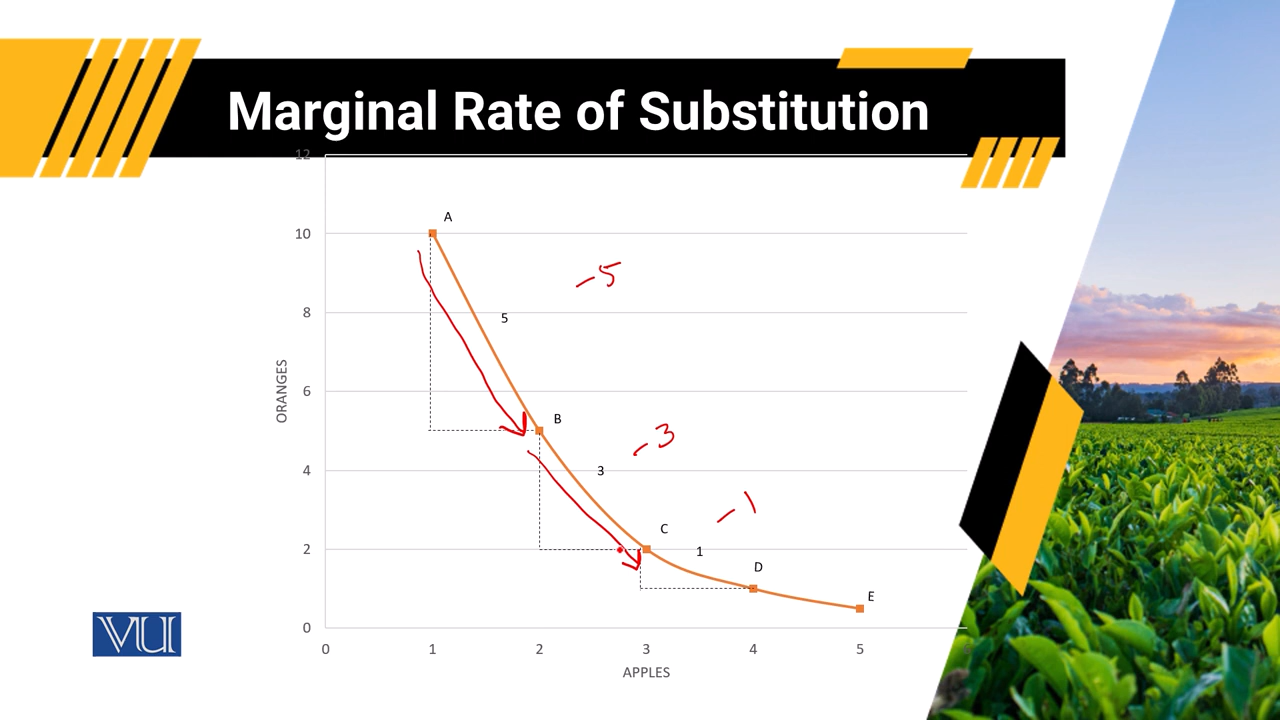 Marginal Rate of Substitution
12
A
10
-5
8
5
ORANGES
6
B
-3
4
3
C
-1
2
1
D
E
0
0 1 2 3 4 5
APPLES
VU